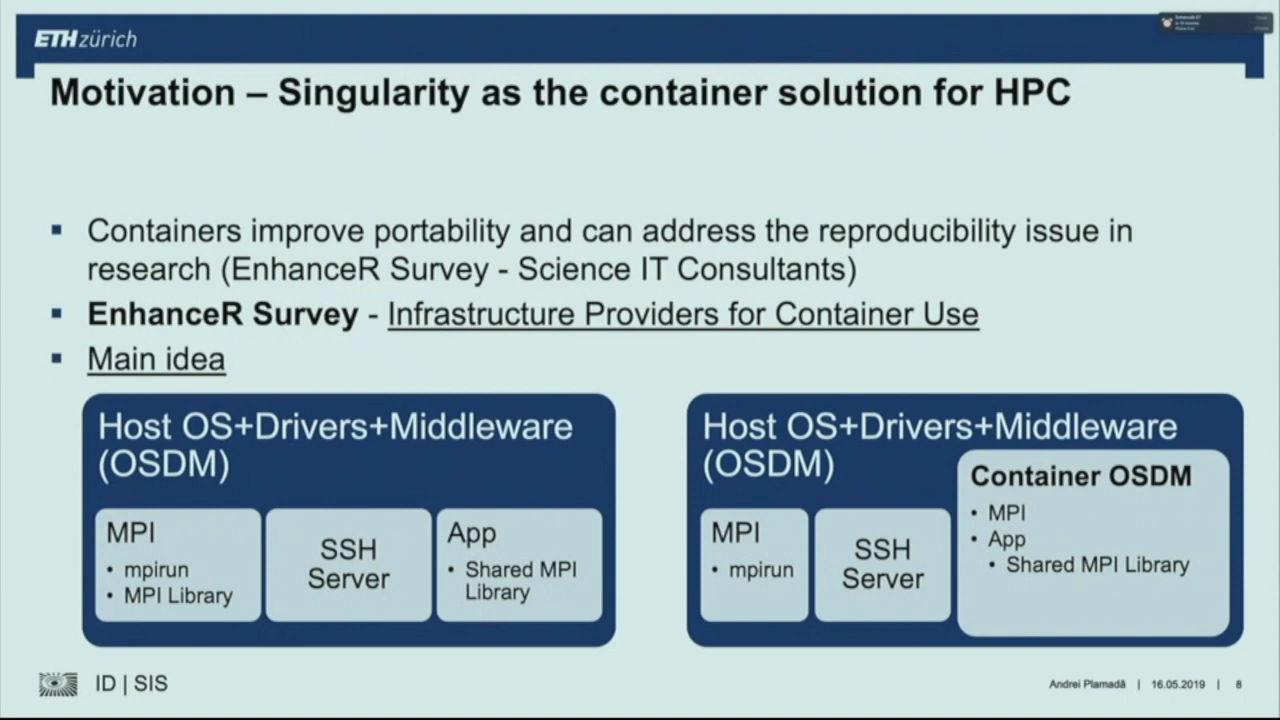 ETH zürich
Motivation – Singularity as the container solution for HPC
▪ Containers improve portability and can address the reproducibility issue in
research (EnhanceR Survey - Science IT Consultants)
▪ EnhanceR Survey - Infrastructure Providers for Container Use
▪ Main idea
Host OS+Drivers+Middleware
(OSDM)
MPI
• mpirun
• MPI Library
SSH
Server
App
• Shared MPI
Library
Host OS+Drivers+Middleware
(OSDM)
MPI
• mpirun
SSH
Server
Container OSDM
• MPI
• App
• Shared MPI Library
ID | SIS
Andrei Plamadă | 16.05.2019 | 8